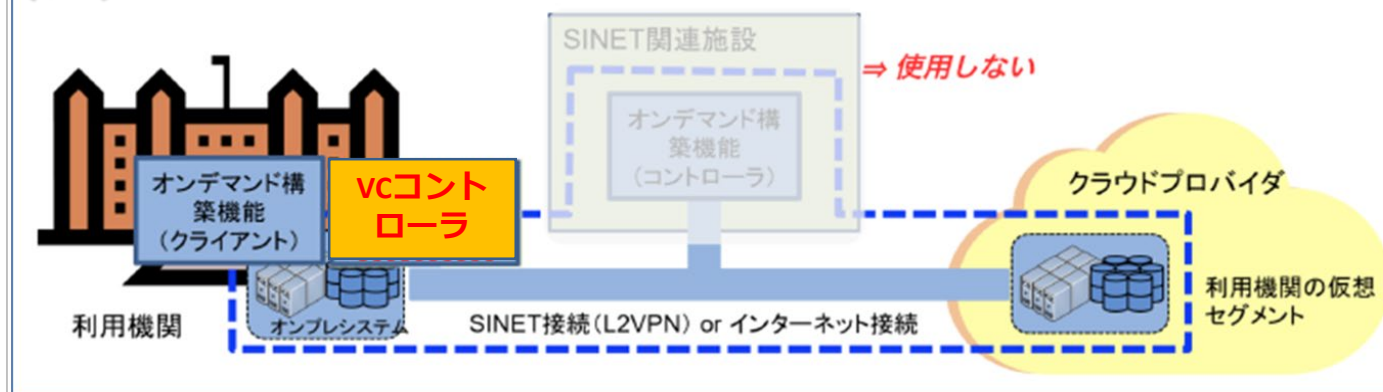 SINET関連施設
⇒ 使用しない
オンデマンド構
築機能
(コントローラ)
オンデマンド構
築機能
(クライアント)
VCコント
ローラ
クラウドプロバイダ
利用機関
オンプレシステム
SINET接続(L2VPN) or インターネット接続
利用機関の仮想
セグメント